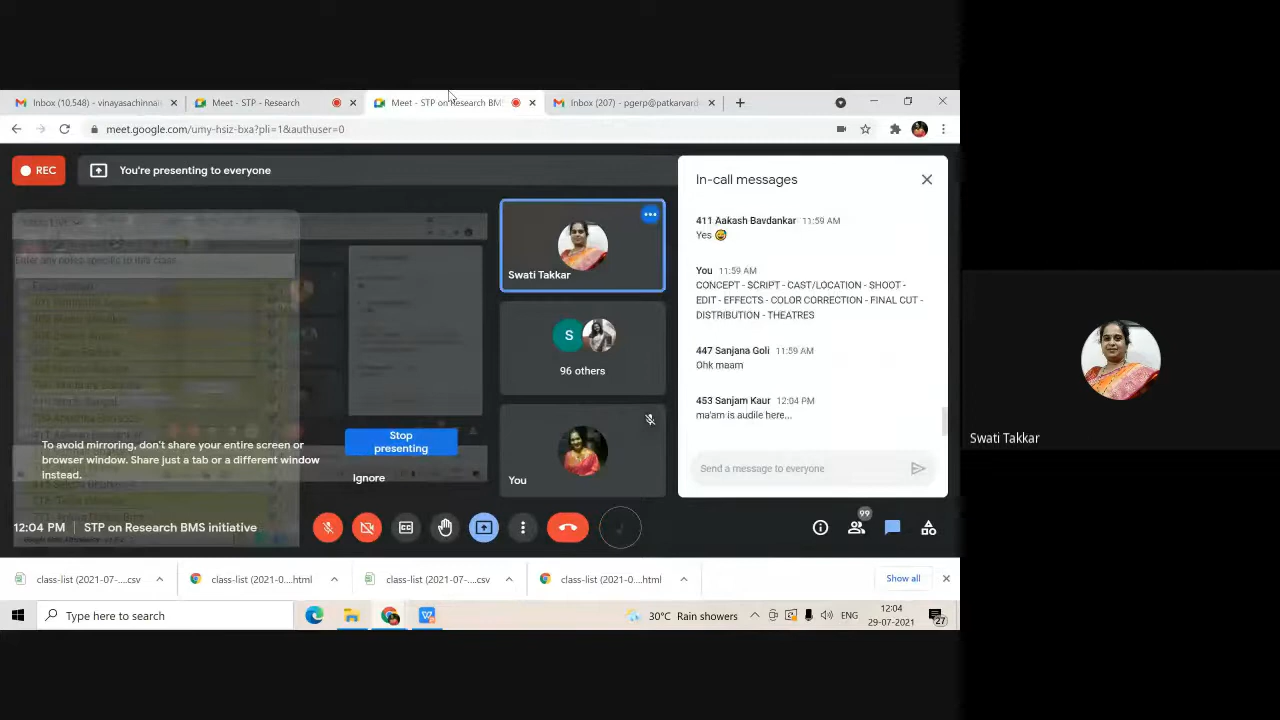 Inbox (10,548) - vinayasachinnai
Meet - STP - Research
Meet - STP on Research BMS
Inbox (207) - pgerp@patkarvard
meet.google.com/umy-hsiz-bxa?pli=1&authuser=0
REC
You're presenting to everyone
Enter any notes specific to this class
To avoid mirroring, don't share your entire screen or
browser window. Share just a tab or a different window
instead.
Stop
presenting
Ignore
Swati Takkar
S
96 others
You
In-call messages
411 Aakash Bavdankar 11:59 AM
Yes 😅
You 11:59 AM
CONCEPT - SCRIPT - CAST/LOCATION - SHOOT -
EDIT - EFFECTS - COLOR CORRECTION - FINAL CUT -
DISTRIBUTION - THEATRES
447 Sanjana Goli 11:59 AM
Ohk maam
453 Sanjam Kaur 12:04 PM
ma'am is audile here...
Send a message to everyone
12:04 PM | STP on Research BMS initiative
99
class-list (2021-07-....csv
class-list (2021-0....html
class-list (2021-07-....csv
class-list (2021-0....html
Show all
Type here to search
30°C Rain showers
ENG
12:04
29-07-2021
27
Swati Takkar